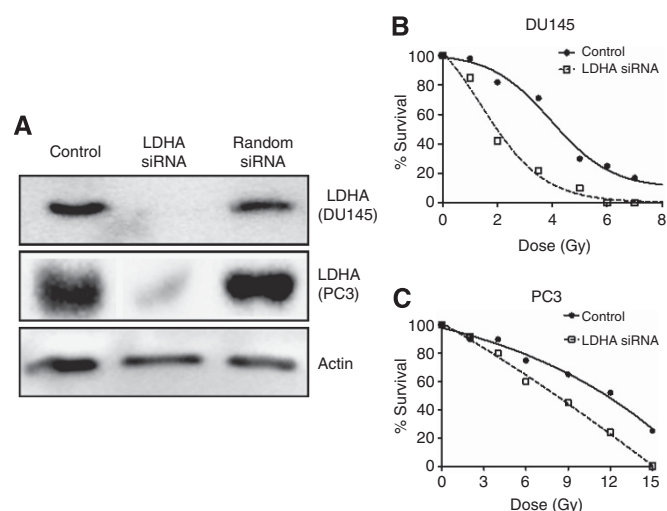 A
Control
LDHA
siRNA
Random
siRNA
LDHA
(DU145)
LDHA
(PC3)
Actin
B
DU145
Control
LDHA siRNA
% Survival
100
80
60
40
20
0
0 2 4 6 8
Dose (Gy)
C
PC3
Control
LDHA siRNA
% Survival
100
80
60
40
20
0
0 3 6 9 12 15
Dose (Gy)